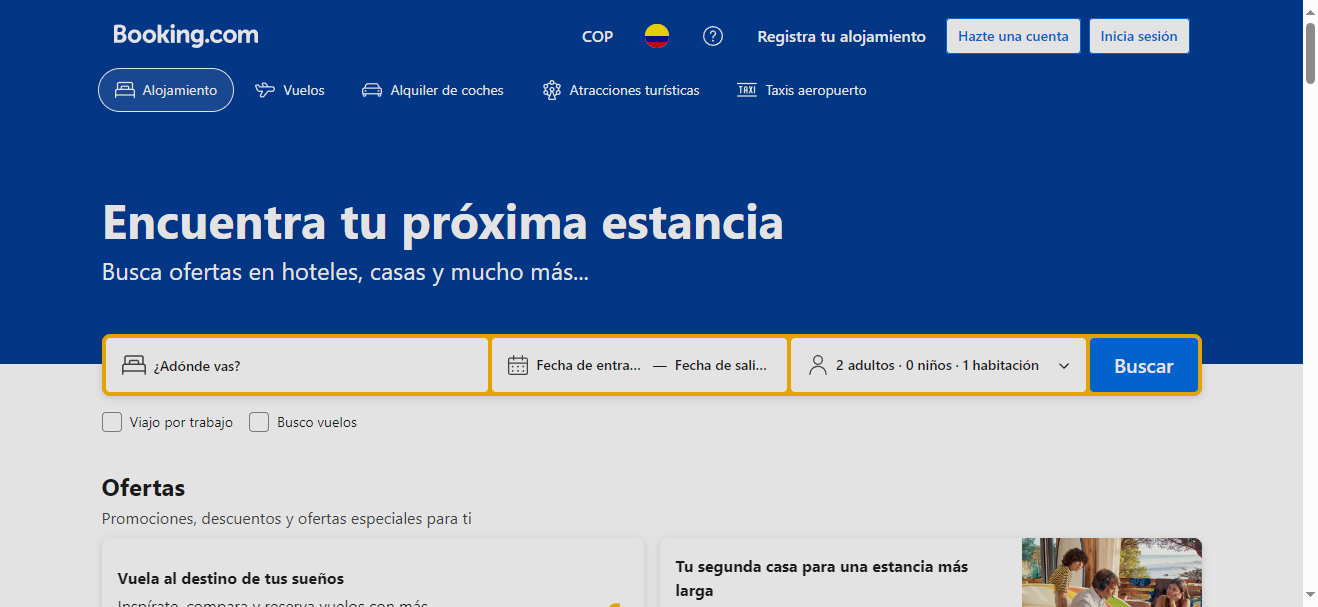 Booking.com
COP
Registra tu alojamiento
Hazte una cuenta
Inicia sesión
Alojamiento
Vuelos
Alquiler de coches
Atracciones turísticas
TAXI
Taxis aeropuerto
Encuentra tu próxima estancia
Busca ofertas en hoteles, casas y mucho más...
¿Adónde vas?
Fecha de entra... — Fecha de sali...
2 adultos · 0 niños · 1 habitación
Buscar
Viajo por trabajo
Busco vuelos
Ofertas
Promociones, descuentos y ofertas especiales para ti
Vuela al destino de tus sueños
Inspírate, compara y reserva vuelos con más
Tu segunda casa para una estancia más
larga